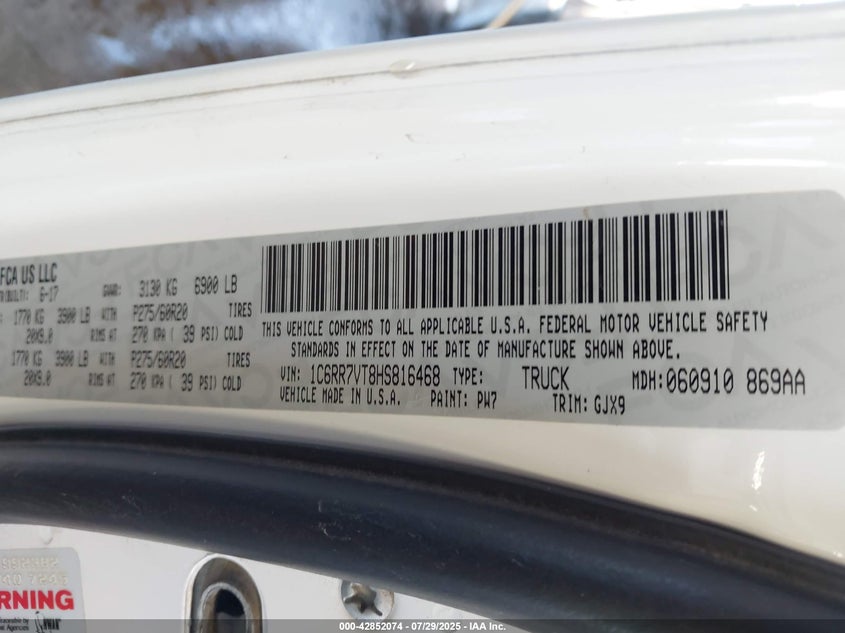 FCA US LLC
6-17 GVWR: 3130 KG 6900 LB
1770 KG 3900 LB WITH P275/60R20 TIRES
20X9.0 RIMS AT 270 KPA ( 39 PSI) COLD
1770 KG 3900 LB WITH P275/60R20 TIRES
20X9.0 RIMS AT 270 KPA ( 39 PSI) COLD
THIS VEHICLE CONFORMS TO ALL APPLICABLE U.S.A. FEDERAL MOTOR VEHICLE SAFETY
STANDARDS IN EFFECT ON THE DATE OF MANUFACTURE SHOWN ABOVE.
VIN: 1C6RR7VT8HS816468 TYPE: TRUCK MDH: 060910 869AA
VEHICLE MADE IN U.S.A. PAINT: PW7 TRIM: GJX9
RNING
000-42852074 - 07/29/2025 - IAA Inc.